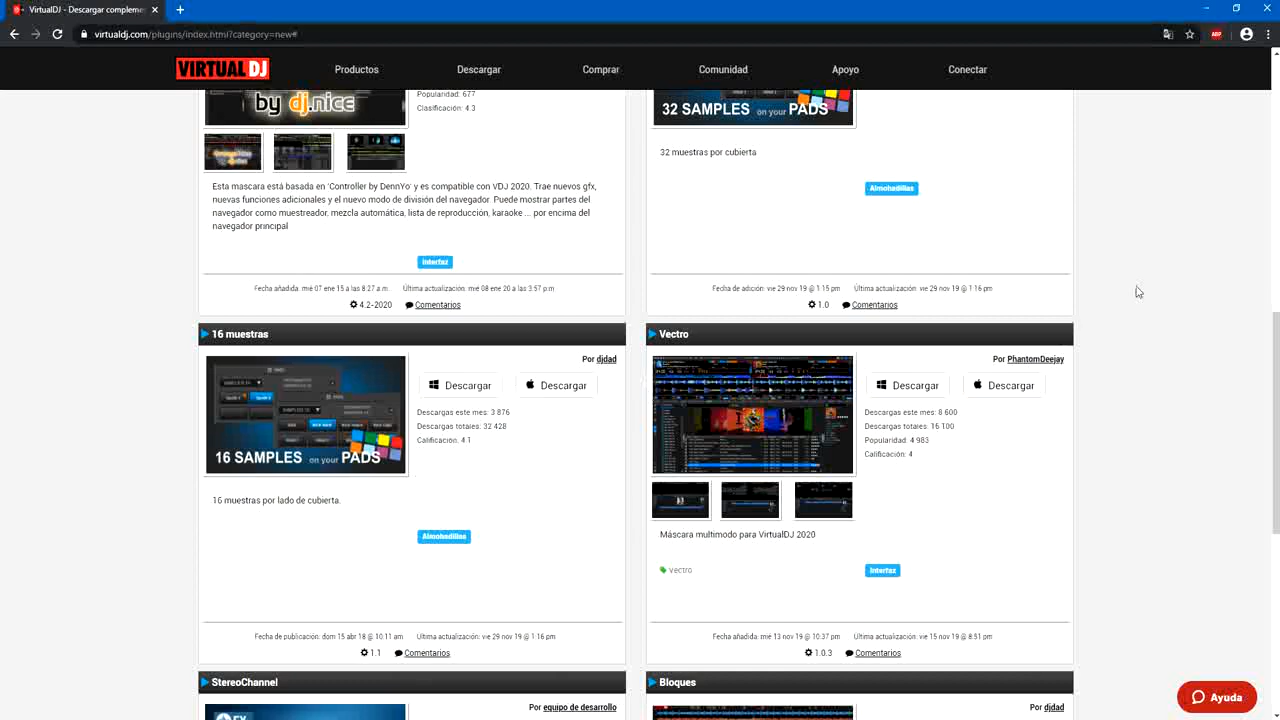 VirtualDJ - Descargar complemen
virtualdj.com/plugins/index.html?category=new#
ABP
VIRTUAL DJ
Productos
Descargar
Comprar
Comunidad
Apoyo
Conectar
by dj.nice
Popularidad: 677
Clasificación: 4.3
Esta mascara está basada en 'Controller by DennYo' y es compatible con VDJ 2020. Trae nuevos gfx,
nuevas funciones adicionales y el nuevo modo de división del navegador. Puede mostrar partes del
navegador como muestreador, mezcla automática, lista de reproducción, karaoke ... por encima del
navegador principal
Interfaz
Fecha añadida: mié 07 ene 15 a las 8:27 a.m. Última actualización: mié 08 ene 20 a las 3:57 p.m
4.2-2020 Comentarios
32 SAMPLES on your PADS
32 muestras por cubierta
Almohadillas
Fecha de adición: vie 29 nov 19 @ 1:15 pm Última actualización: vie 29 nov 19 @ 1:16 pm
1.0 Comentarios
16 muestras
Por djdad
Descargar Descargar
Descargas este mes: 3 876
Descargas totales: 32 428
Calificación: 4.1
16 SAMPLES on your PADS
16 muestras por lado de cubierta.
Almohadillas
Fecha de publicación: dom 15 abr 18 @ 10:11 am Última actualización: vie 29 nov 19 @ 1:16 pm
1.1 Comentarios
Vectro
Por PhantomDeejay
Descargar Descargar
Descargas este mes: 8 600
Descargas totales: 16 100
Popularidad: 4 983
Calificación: 4
Máscara multimodo para VirtualDJ 2020
vectro
Interfaz
Fecha añadida: mié 13 nov 19 @ 10:37 pm Última actualización: vie 15 nov 19 @ 8:51 pm
1.0.3 Comentarios
StereoChannel
Por equipo de desarrollo
FX
Bloques
Por djdad
Ayuda